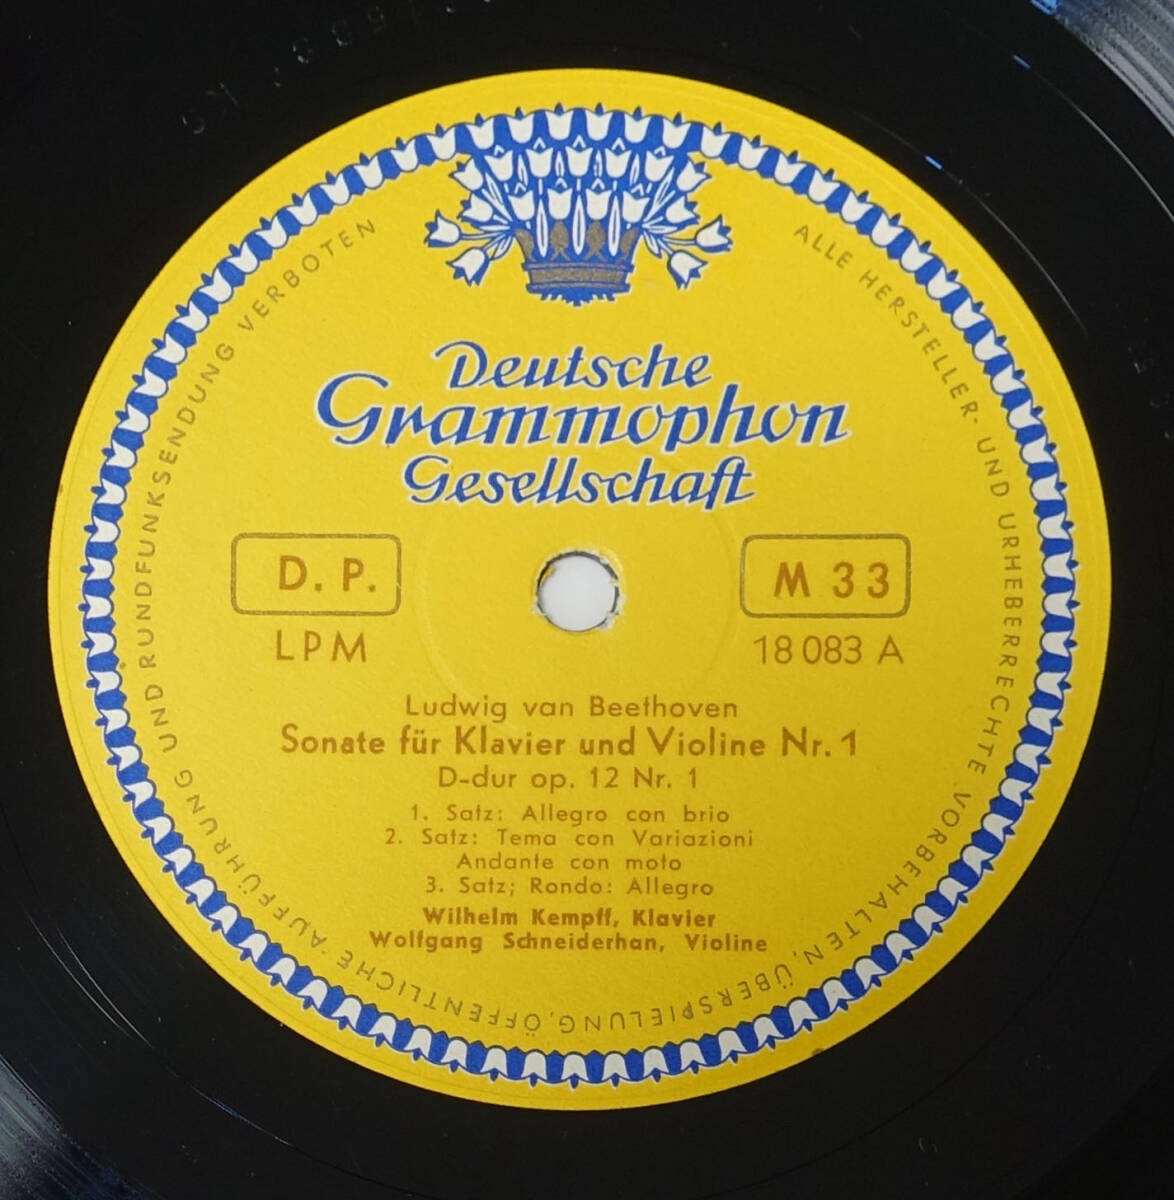 Deutsche
Grammophon
Gesellschaft
D. P.
M 33
LPM
18 083 A
Ludwig van Beethoven
Sonate für Klavier und Violine Nr. 1
D-dur op. 12 Nr. 1
1. Satz: Allegro con brio
2. Satz: Tema con Variazioni
Andante con moto
3. Satz; Rondo: Allegro
Wilhelm Kempff, Klavier
Wolfgang Schneiderhan, Violine
ALLE HERSTELLER- UND URHEBERRECHTE VORBEHALTEN, ÜBERSPIELUNG, ÖFFENTLICHE AUFFÜHRUNG UND RUNDFUNKSENDUNG VERBOTEN